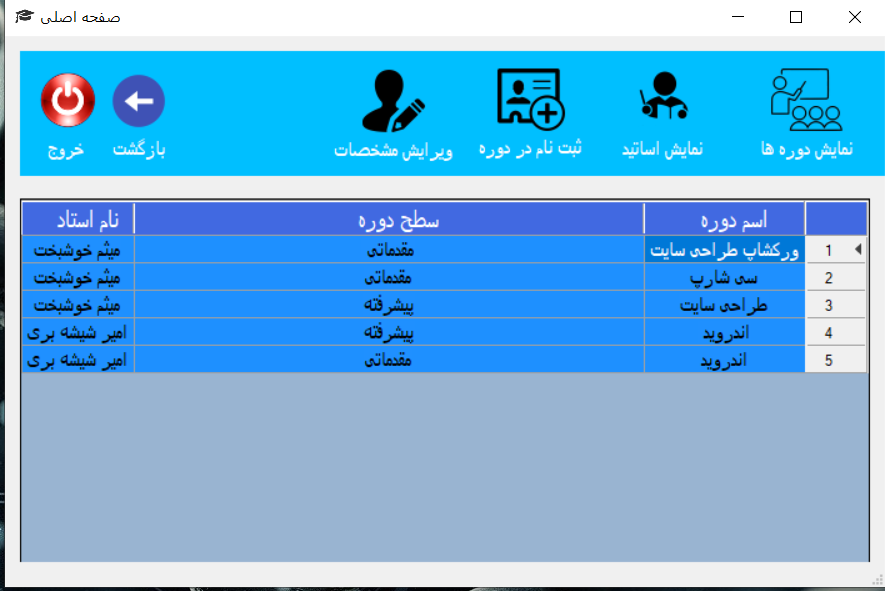 صفحه اصلی
نمایش دوره ها
نمایش اساتید
ثبت نام در دوره
ویرایش مشخصات
بازگشت
خروج
اسم دوره سطح دوره نام استاد
1 ورکشاپ طراحی سایت مقدماتی میثم خوشبخت
2 سی شارپ مقدماتی میثم خوشبخت
3 طراحی سایت پیشرفته میثم خوشبخت
4 اندروید پیشرفته امیر شیشه بری
5 اندروید مقدماتی امیر شیشه بری